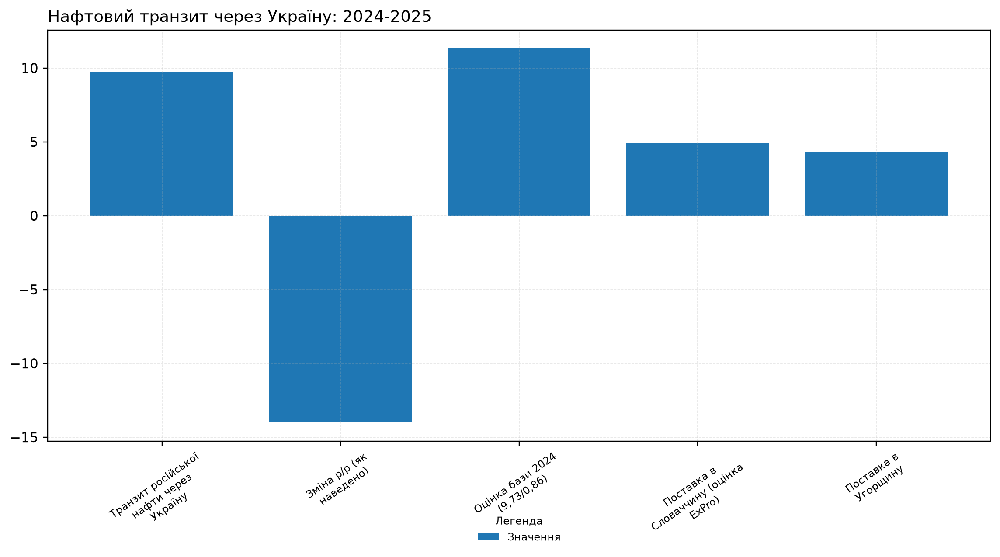 Нафтовий транзит через Україну: 2024-2025
10
5
0
−5
−10
−15
Транзит російської
нафти через
Україну
Зміна р/р (як
наведено)
Оцінка бази 2024
(9,73/0,86)
Поставка в
Словаччину (оцінка
ExPro)
Поставка в
Угорщину
Легенда
Значення